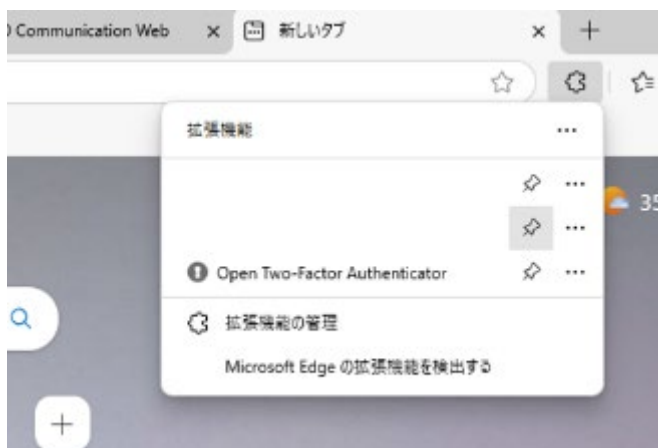 Communication Web
新しいタブ
拡張機能
35
Open Two-Factor Authenticator
拡張機能の管理
Microsoft Edge の拡張機能を検出する